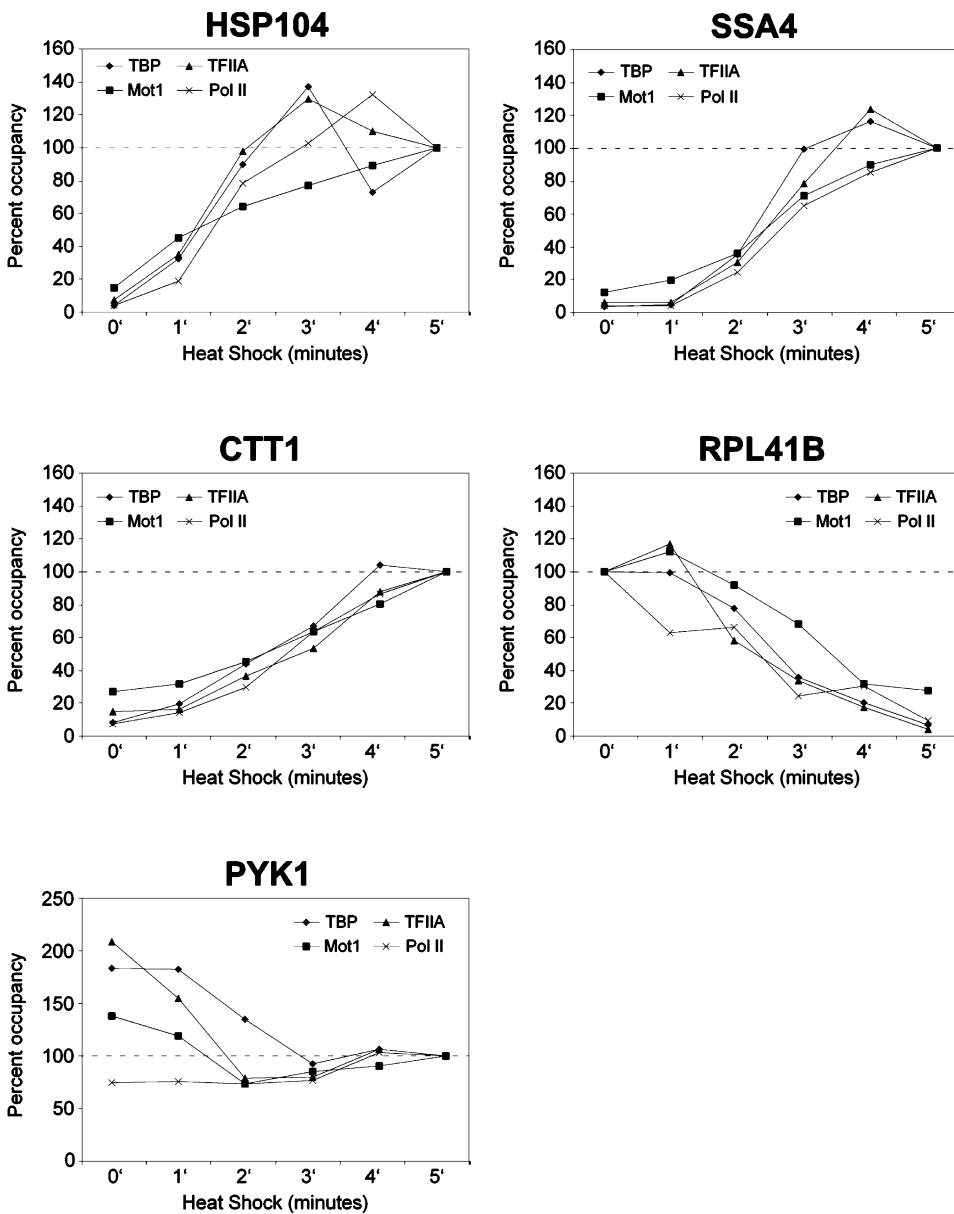 HSP104
Percent occupancy
160
140
120
100
80
60
40
20
0
TBP TFIIA
Mot1 Pol II
0‘ 1‘ 2‘ 3‘ 4‘ 5‘
Heat Shock (minutes)
SSA4
Percent occupancy
160
140
120
100
80
60
40
20
0
TBP TFIIA
Mot1 Pol II
0‘ 1‘ 2‘ 3‘ 4‘ 5‘
Heat Shock (minutes)
CTT1
Percent occupancy
160
140
120
100
80
60
40
20
0
TBP TFIIA
Mot1 Pol II
0‘ 1‘ 2‘ 3‘ 4‘ 5‘
Heat Shock (minutes)
RPL41B
Percent occupancy
160
140
120
100
80
60
40
20
0
TBP TFIIA
Mot1 Pol II
0‘ 1‘ 2‘ 3‘ 4‘ 5‘
Heat Shock (minutes)
PYK1
Percent occupancy
250
200
150
100
50
0
TBP TFIIA
Mot1 Pol II
0‘ 1‘ 2‘ 3‘ 4‘ 5‘
Heat Shock (minutes)